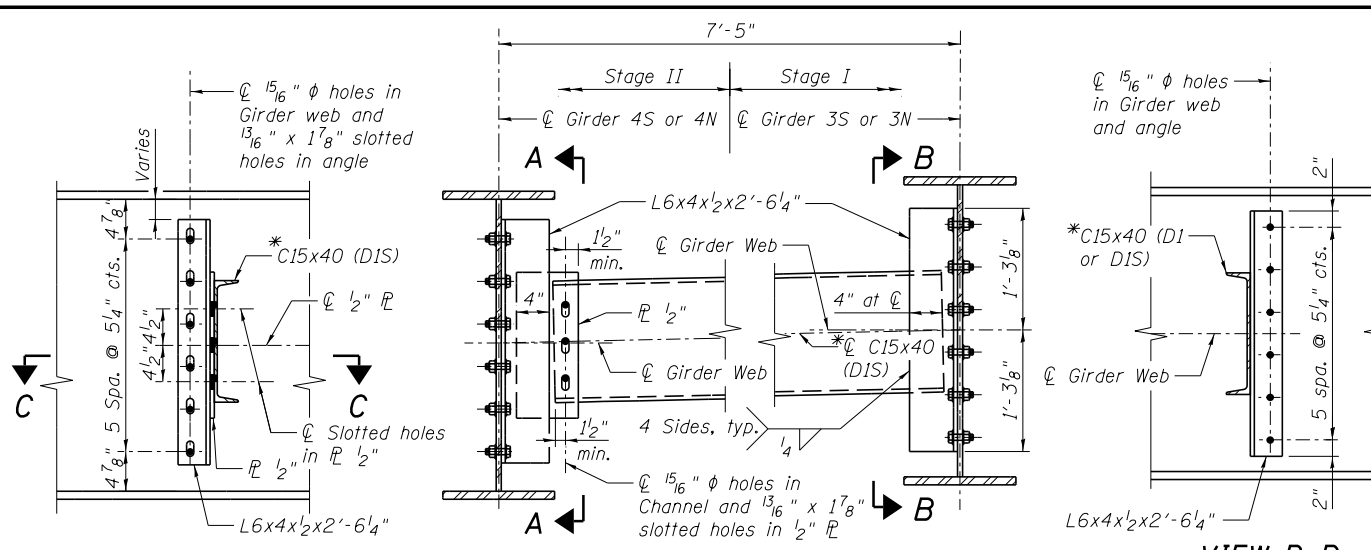 7'-5"
Stage II
Stage I
℄ Girder 4S or 4N
℄ Girder 3S or 3N
℄ 15/16" ϕ holes in
Girder web and
13/16" x 1 7/8" slotted
holes in angle
Varies
4 7/8"
5 Spa. @ 5 1/4" cts.
4 7/8"
4 1/2"
4 1/2"
*C15x40 (D1S)
℄ 1/2" ℞
C
C
℄ Slotted holes
in ℞ 1/2"
℞ 1/2"
L6x4x1/2x2'-6 1/4"
A
B
L6x4x1/2x2'-6 1/4"
1 1/2"
min.
℄ Girder Web
4"
℞ 1/2"
4" at ℄
*℄ C15x40
(D1S)
℄ Girder Web
1 1/2"
min.
4 Sides, typ.
1/4
1'-3 1/8"
1'-3 1/8"
℄ 15/16" ϕ holes in
Channel and 13/16" x 1 7/8"
slotted holes in 1/2" ℞
A
B
℄ 15/16" ϕ holes
in Girder web
and angle
*C15x40 (D1
or D1S)
℄ Girder Web
2"
5 spa. @ 5 1/4" cts.
2"
L6x4x1/2x2'-6 1/4"
VIEW B-B